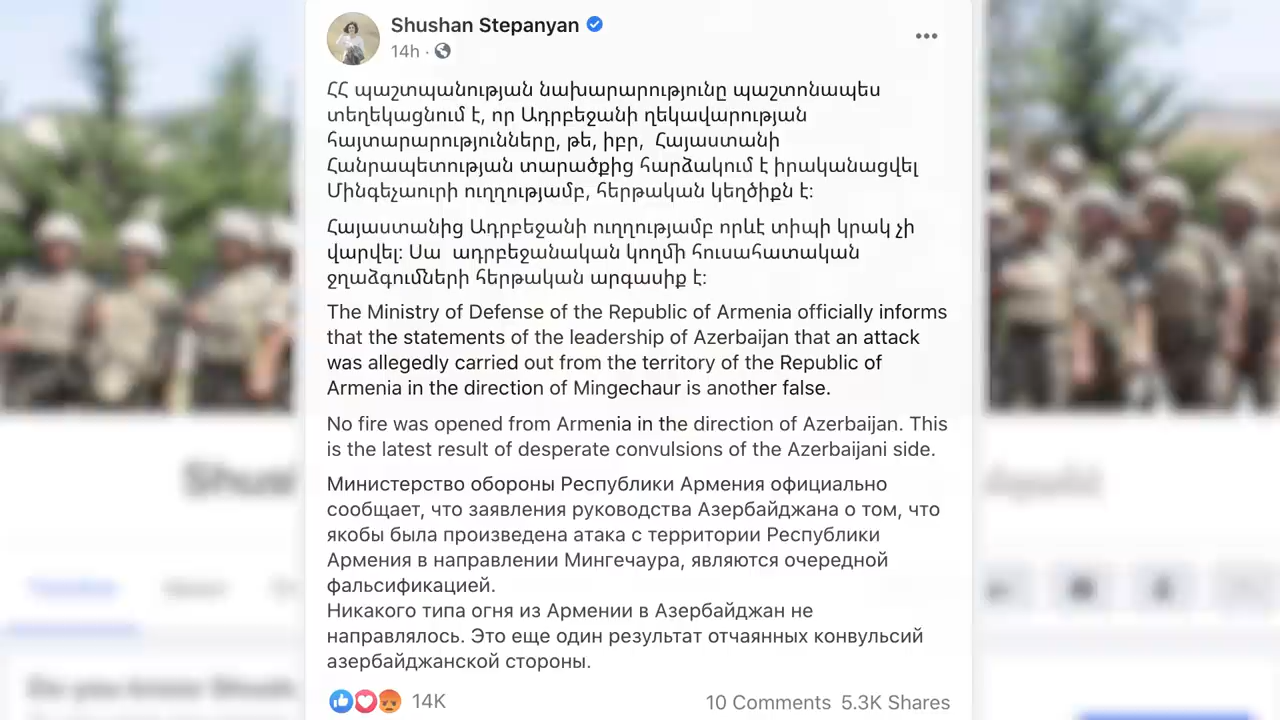 Shushan Stepanyan
14h ·
ՀՀ պաշտպանության նախարարությունը պաշտոնապես
տեղեկացնում է, որ Ադրբեջանի ղեկավարության
հայտարարությունները, թե, իբր, Հայաստանի
Հանրապետության տարածքից հարձակում է իրականացվել
Մինգեչաուրի ուղղությամբ, հերթական կեղծիքն է:
Հայաստանից Ադրբեջանի ուղղությամբ որևէ տիպի կրակ չի
վարվել: Սա ադրբեջանական կողմի հուսահատական
ջղաձգումների հերթական արգասիք է:
The Ministry of Defense of the Republic of Armenia officially informs
that the statements of the leadership of Azerbaijan that an attack
was allegedly carried out from the territory of the Republic of
Armenia in the direction of Mingechaur is another false.
No fire was opened from Armenia in the direction of Azerbaijan. This
is the latest result of desperate convulsions of the Azerbaijani side.
Министерство обороны Республики Армения официально
сообщает, что заявления руководства Азербайджана о том, что
якобы была произведена атака с территории Республики
Армения в направлении Мингечаура, являются очередной
фальсификацией.
Никакого типа огня из Армении в Азербайджан не
направлялось. Это еще один результат отчаянных конвульсий
азербайджанской стороны.
14K
10 Comments 5.3K Shares